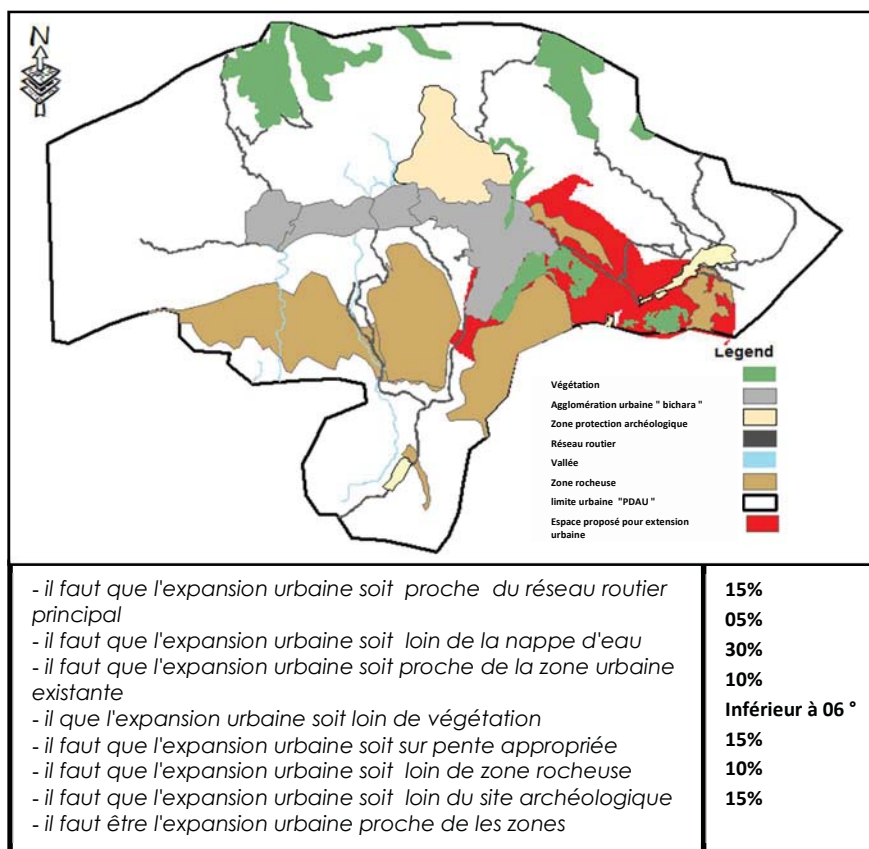 N
Legend
Végétation
Agglomération urbaine " bichara "
Zone protection archéologique
Réseau routier
Vallée
Zone rocheuse
limite urbaine "PDAU "
Espace proposé pour extension
urbaine
- il faut que l'expansion urbaine soit proche du réseau routier
principal
- il faut que l'expansion urbaine soit loin de la nappe d'eau
- il faut que l'expansion urbaine soit proche de la zone urbaine
existante
- il que l'expansion urbaine soit loin de végétation
- il faut que l'expansion urbaine soit sur pente appropriée
- il faut que l'expansion urbaine soit loin de zone rocheuse
- il faut que l'expansion urbaine soit loin du site archéologique
- il faut être l'expansion urbaine proche de les zones
15%
05%
30%
10%
Inférieur à 06 °
15%
10%
15%